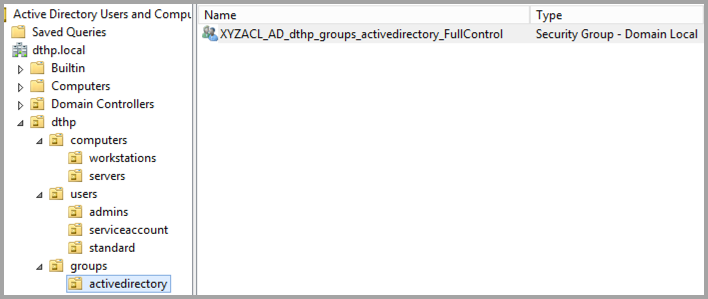 Active Directory Users and Compu
Saved Queries
dthp.local
Builtin
Computers
Domain Controllers
dthp
computers
workstations
servers
users
admins
serviceaccount
standard
groups
activedirectory
Name Type
XYZACL_AD_dthp_groups_activedirectory_FullControl Security Group - Domain Local